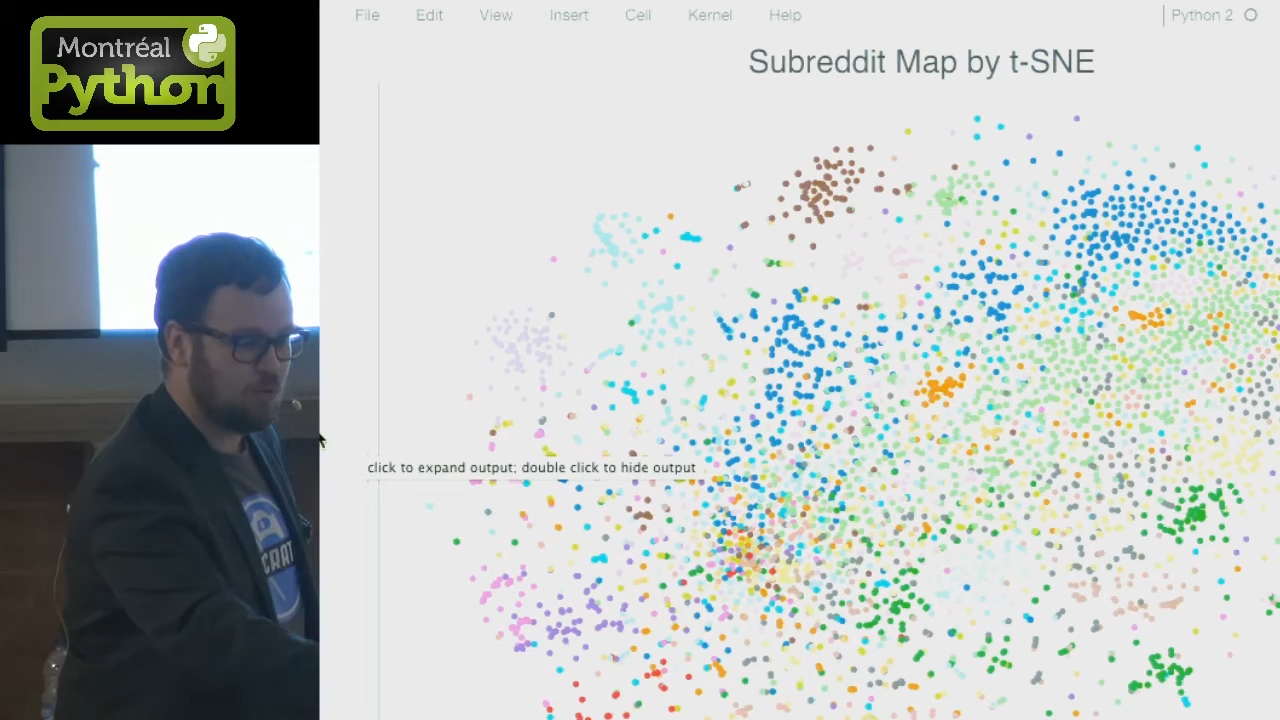 Montréal
Python
File Edit View Insert Cell Kernel Help
Python 2
Subreddit Map by t-SNE
click to expand output; double click to hide output
CRAT